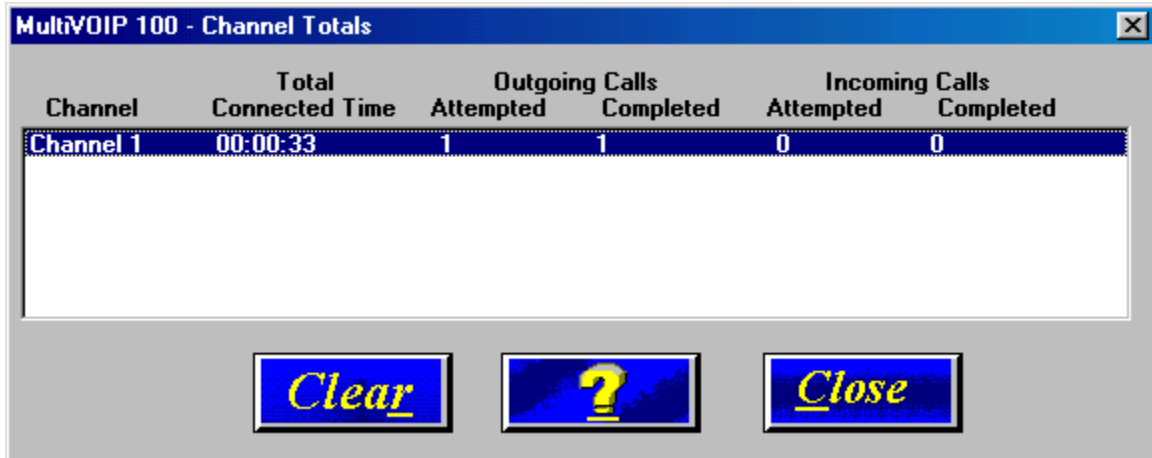 MultiVOIP 100 - Channel Totals
Total Outgoing Calls Incoming Calls
Channel Connected Time Attempted Completed Attempted Completed
Channel 1 00:00:33 1 1 0 0
Clear ? Close